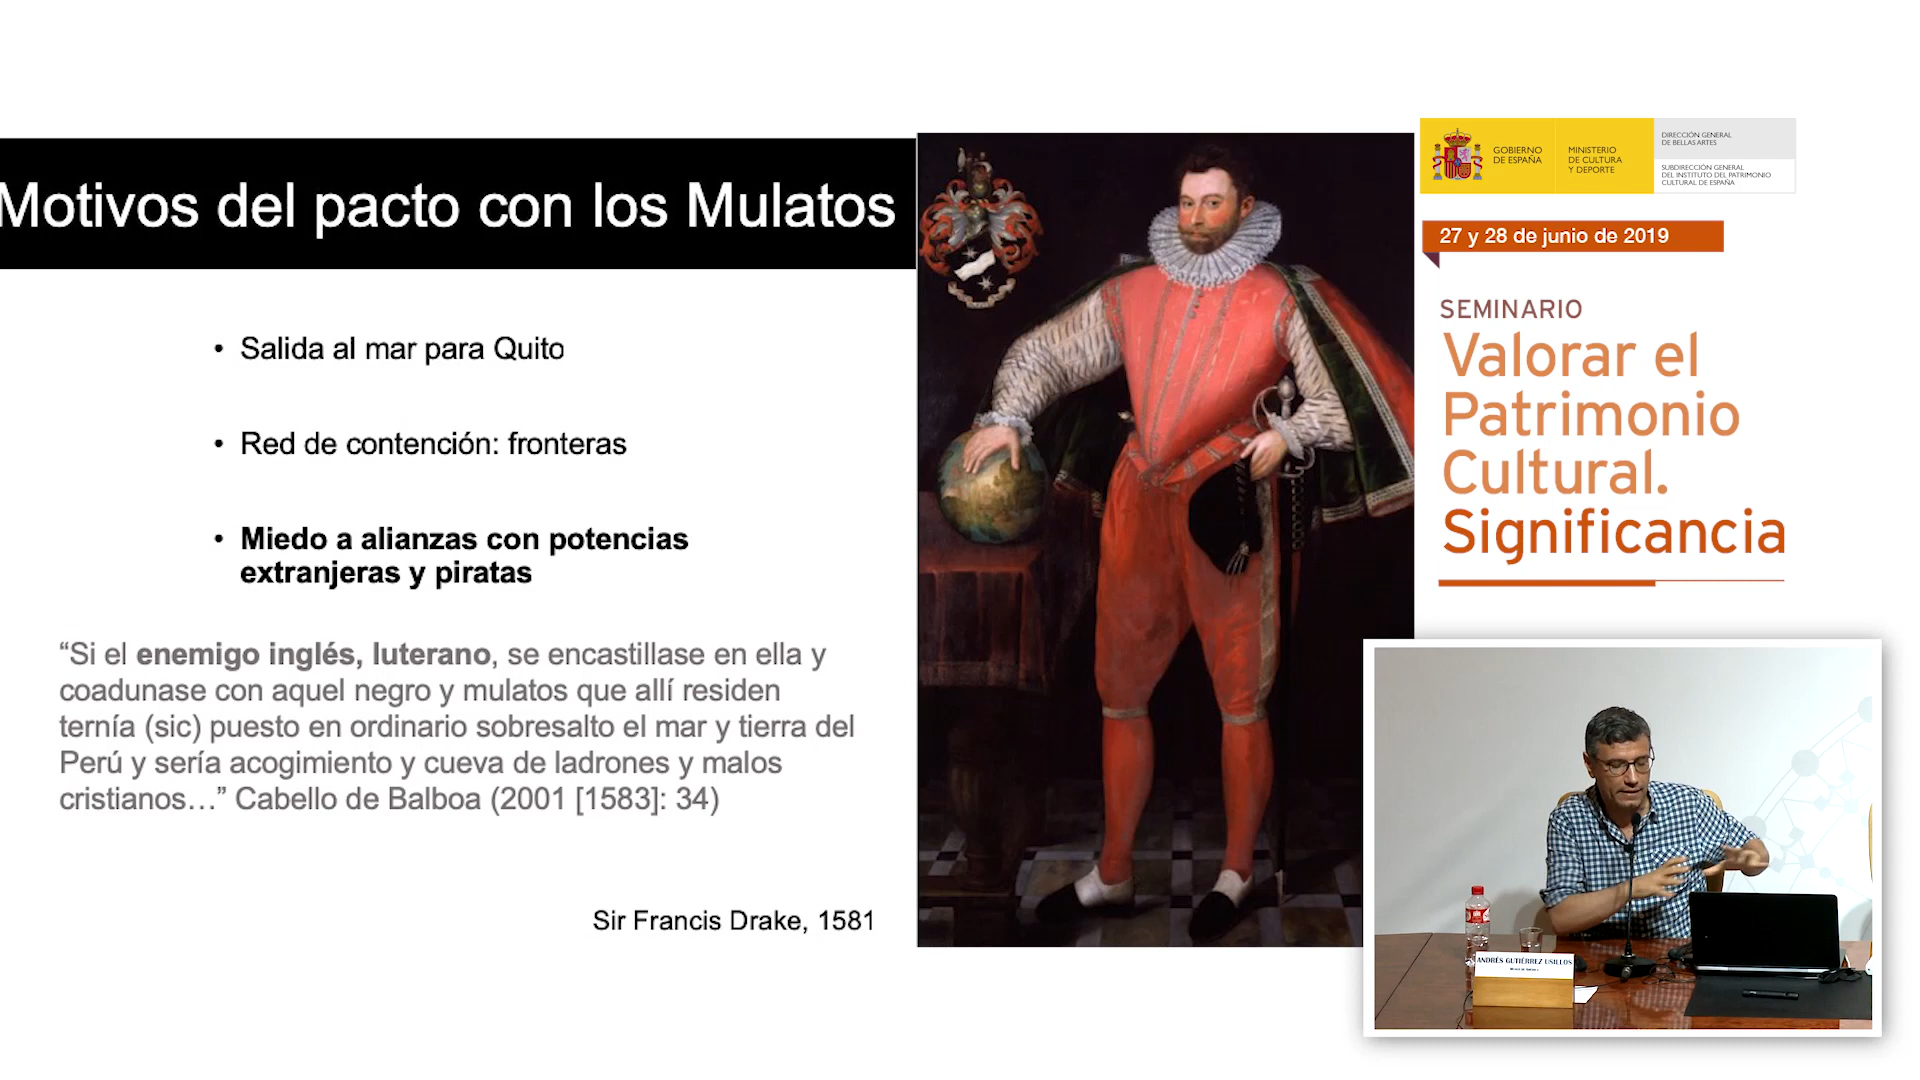 Motivos del pacto con los Mulatos
• Salida al mar para Quito
• Red de contención: fronteras
• Miedo a alianzas con potencias
extranjeras y piratas
“Si el enemigo inglés, luterano, se encastillase en ella y
coadunase con aquel negro y mulatos que allí residen
ternía (sic) puesto en ordinario sobresalto el mar y tierra del
Perú y sería acogimiento y cueva de ladrones y malos
cristianos…” Cabello de Balboa (2001 [1583]: 34)
Sir Francis Drake, 1581
GOBIERNO
DE ESPAÑA
MINISTERIO
DE CULTURA
Y DEPORTE
DIRECCIÓN GENERAL
DE BELLAS ARTES
SUBDIRECCIÓN GENERAL
DEL INSTITUTO DEL PATRIMONIO
CULTURAL DE ESPAÑA
27 y 28 de junio de 2019
SEMINARIO
Valorar el
Patrimonio
Cultural.
Significancia
ANDRÉS GUTIÉRREZ USILLOS